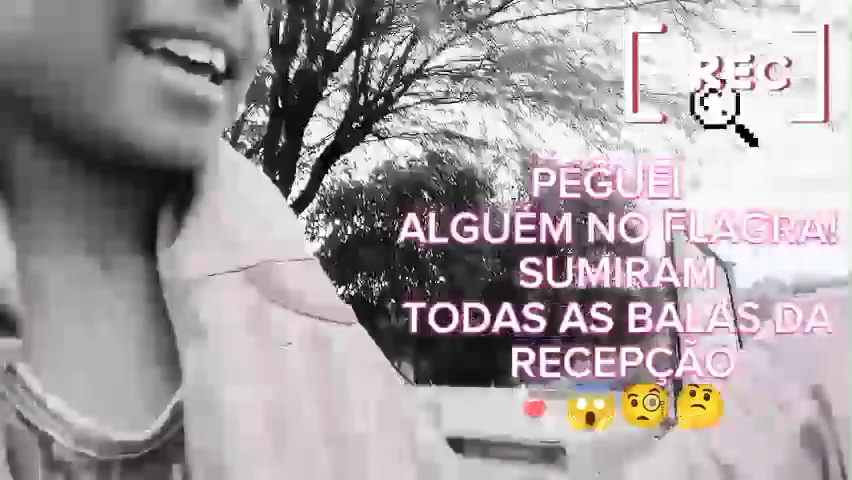 REC
PEGUEI
ALGUÉM NO FLAGRA!
SUMIRAM
TODAS AS BALAS DA
RECEPÇÃO